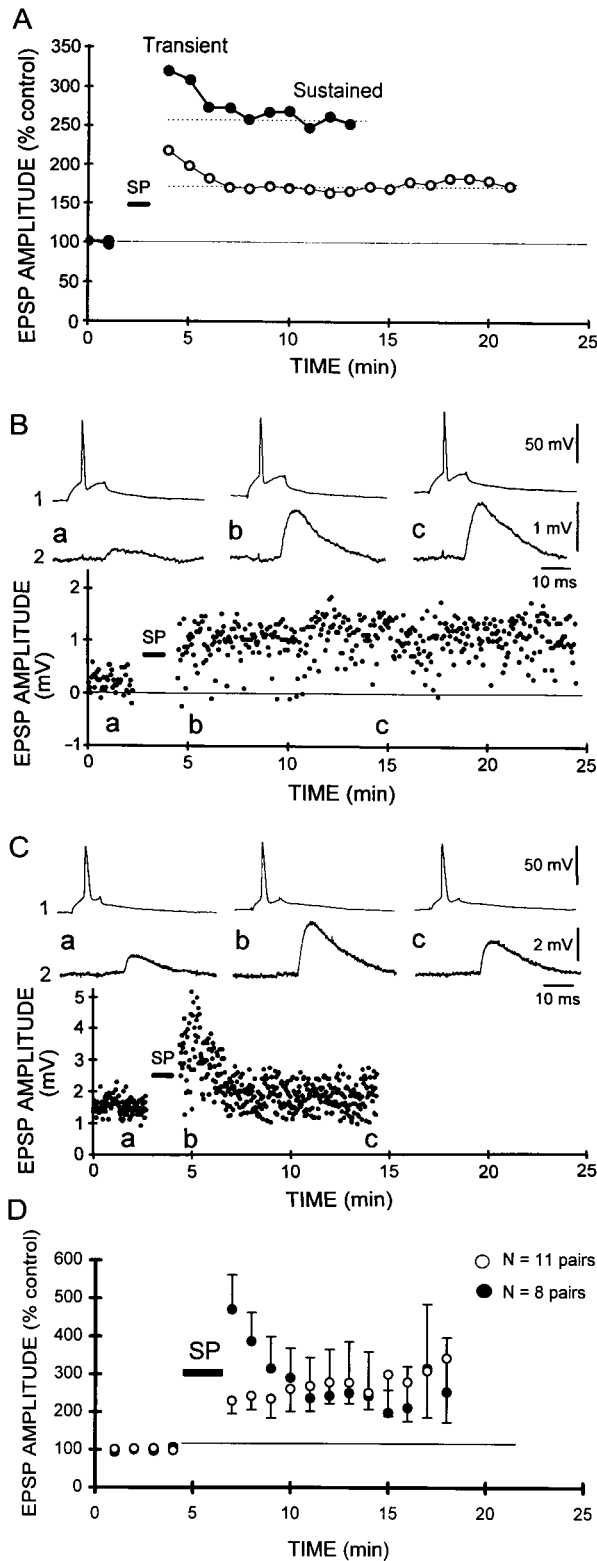 A
EPSP AMPLITUDE (% control)
350
300
250
200
150
100
50
0
Transient
Sustained
SP
0 5 10 15 20 25
TIME (min)
B
50 mV
1
a b c
1 mV
2
10 ms
EPSP AMPLITUDE
(mV)
2
1
0
–1
SP
a b c
0 5 10 15 20 25
TIME (min)
C
50 mV
1
a b c
2 mV
2
10 ms
EPSP AMPLITUDE
(mV)
5
4
3
2
1
0
SP
a b c
0 5 10 15 20 25
TIME (min)
D
EPSP AMPLITUDE (% control)
600
500
400
300
200
100
0
N = 11 pairs
N = 8 pairs
SP
0 5 10 15 20 25
TIME (min)